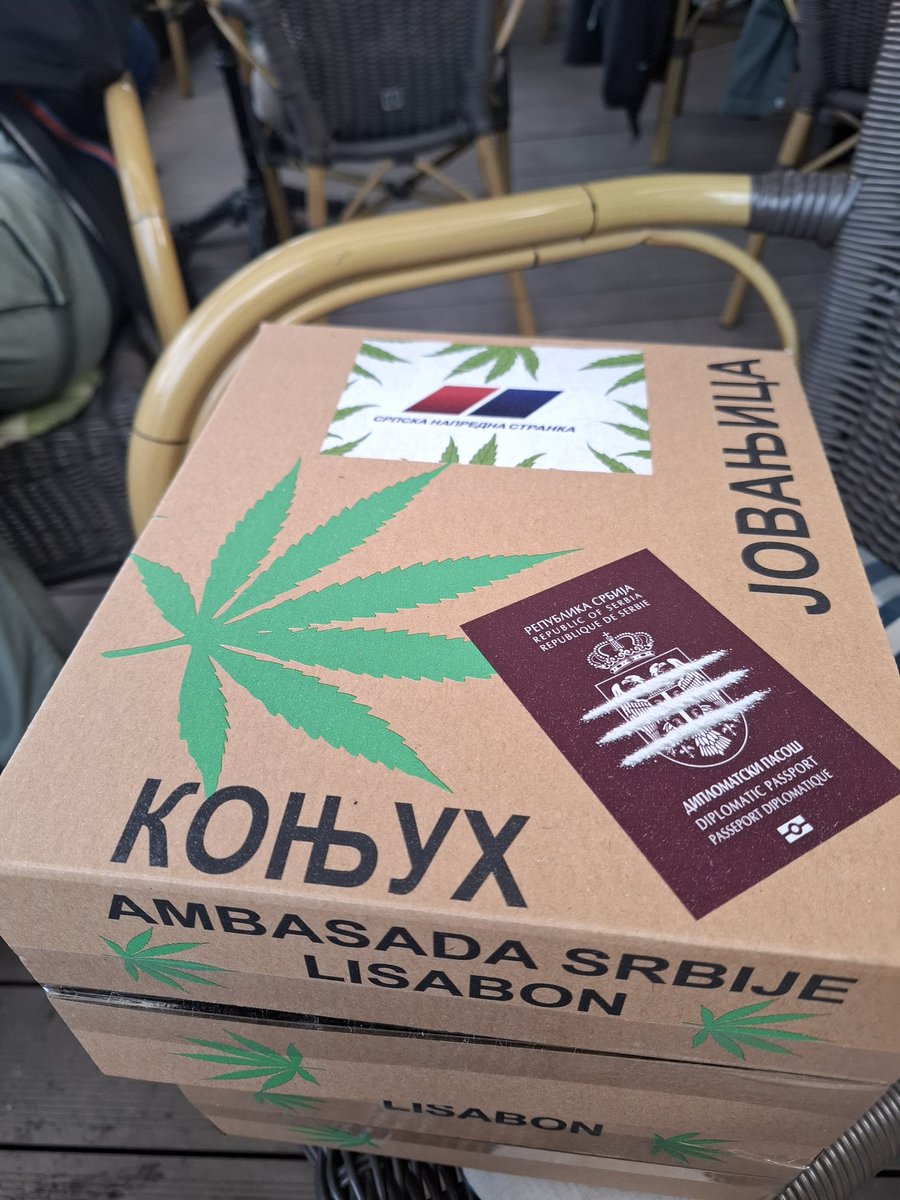 СРПСКА НАПРЕДНА СТРАНКА
ЈОВАЊИЦА
РЕПУБЛИКА СРБИЈА
REPUBLIC OF SERBIA
REPUBLIQUE DE SERBIE
ДИПЛОМАТСКИ ПАСОШ
DIPLOMATIC PASSPORT
PASSEPORT DIPLOMATIQUE
КОЊУХ
AMBASADA SRBIJE
LISABON
LISABON